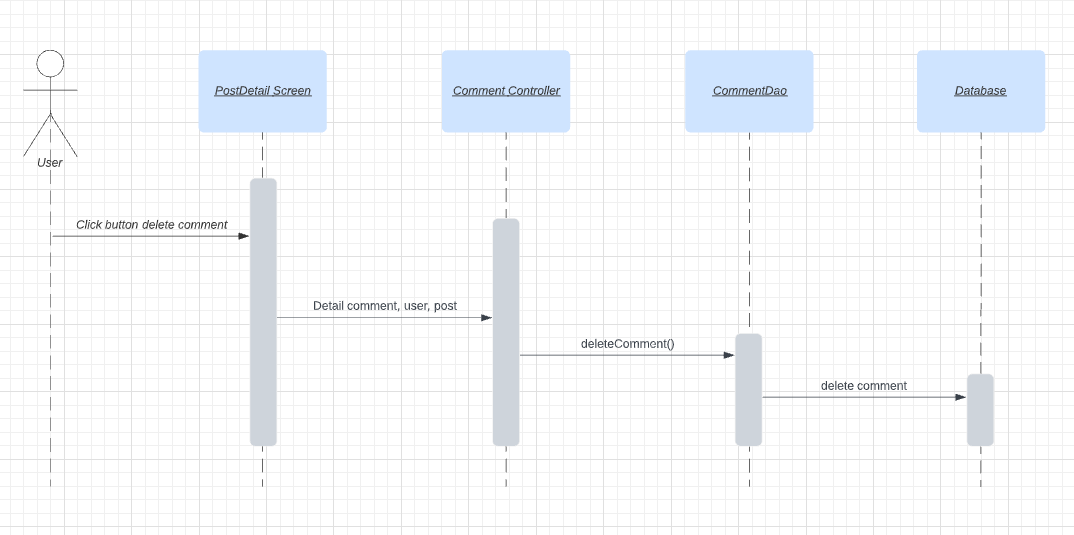 PostDetail Screen
Comment Controller
CommentDao
Database
User
Click button delete comment
Detail comment, user, post
deleteComment()
delete comment